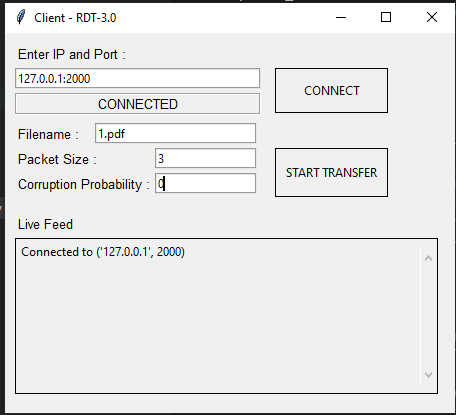 Client - RDT-3.0
Enter IP and Port :
127.0.0.1:2000
CONNECT
CONNECTED
Filename :
1.pdf
Packet Size :
3
START TRANSFER
Corruption Probability :
0
Live Feed
Connected to ('127.0.0.1', 2000)